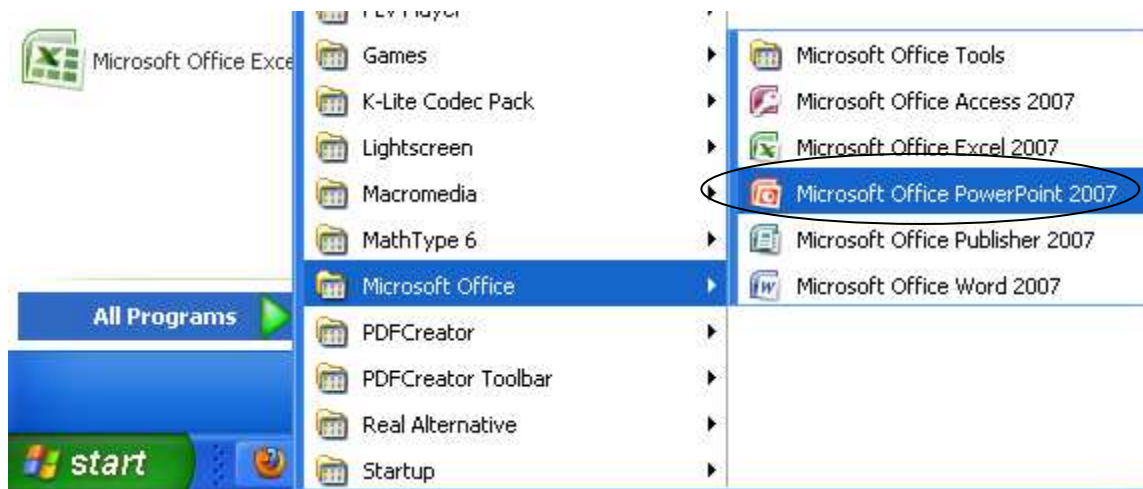 Microsoft Office Exce
All Programs
start
FLV Player
Games
K-Lite Codec Pack
Lightscreen
Macromedia
MathType 6
Microsoft Office
PDFCreator
PDFCreator Toolbar
Real Alternative
Startup
Microsoft Office Tools
Microsoft Office Access 2007
Microsoft Office Excel 2007
Microsoft Office PowerPoint 2007
Microsoft Office Publisher 2007
Microsoft Office Word 2007